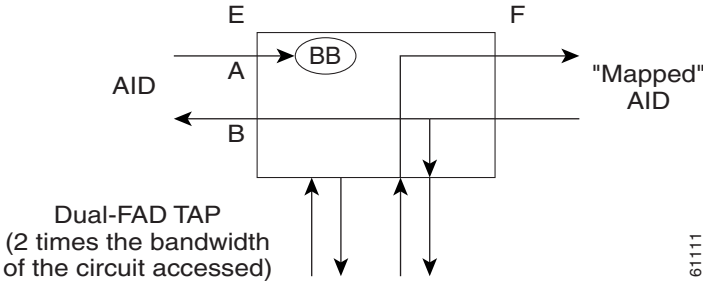 E
F
BB
A
AID
"Mapped"
AID
B
Dual-FAD TAP
(2 times the bandwidth
of the circuit accessed)
61111